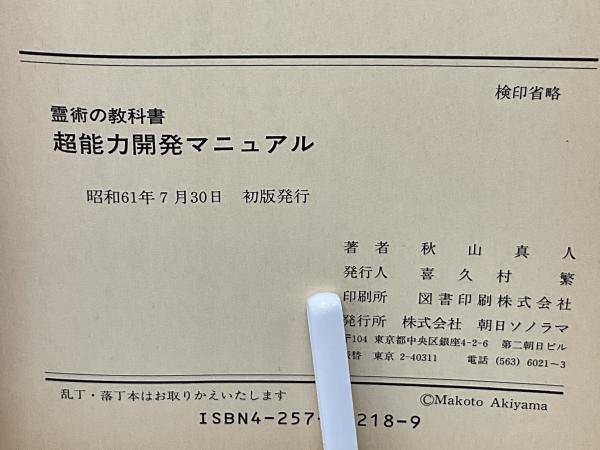 検印省略
霊術の教科書
超能力開発マニュアル
昭和61年7月30日 初版発行
著者 秋山真人
発行人 喜久村繁
印刷所 図書印刷株式会社
発行所 株式会社 朝日ソノラマ
〒104 東京都中央区銀座4-2-6 第二朝日ビル
替 東京 2-40311 電話 (563) 6021~3
乱丁・落丁本はお取りかえいたします
©Makoto Akiyama
ISBN4-257- 218-9